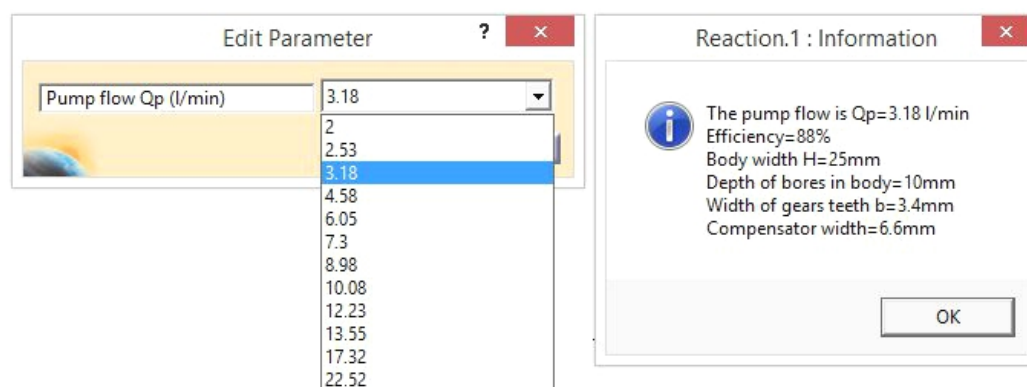 Edit Parameter
?
Pump flow Qp (l/min)
3.18
2
2.53
3.18
4.58
6.05
7.3
8.98
10.08
12.23
13.55
17.32
22.52
Reaction.1 : Information
The pump flow is Qp=3.18 l/min
Efficiency=88%
Body width H=25mm
Depth of bores in body=10mm
Width of gears teeth b=3.4mm
Compensator width=6.6mm
OK